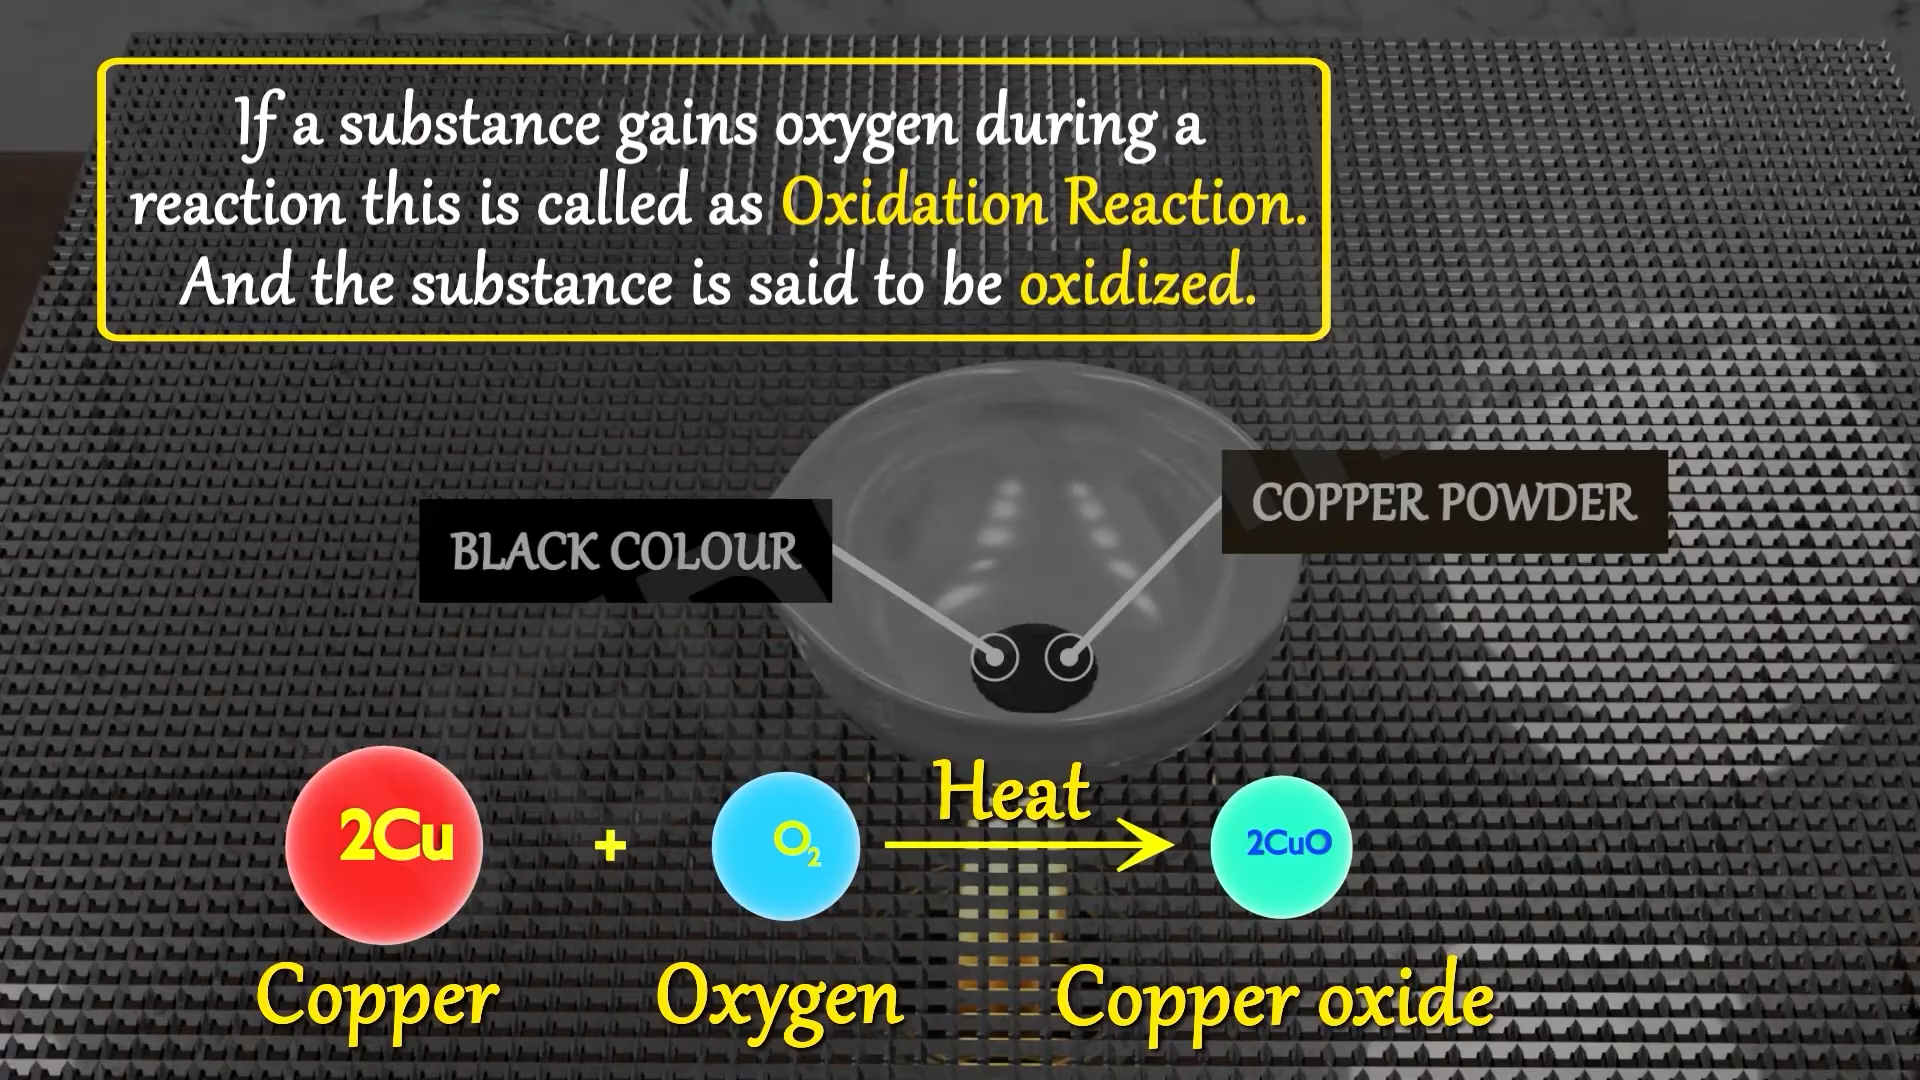 If a substance gains oxygen during a
reaction this is called as Oxidation Reaction.
And the substance is said to be oxidized.
COPPER POWDER
BLACK COLOUR
Heat
2Cu + O₂ 2CuO
Copper Oxygen Copper oxide